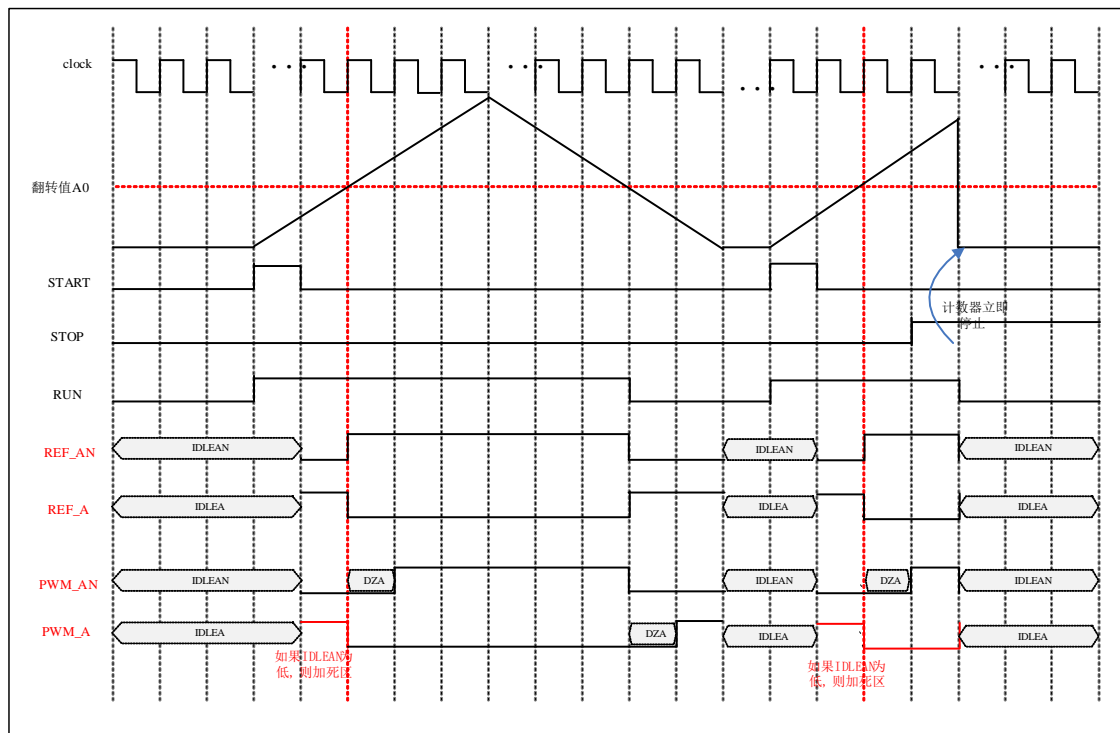 clock
翻转值A0
START
计数器立即
停止
STOP
RUN
REF_AN
IDLEAN
IDLEAN
IDLEAN
REF_A
IDLEA
IDLEA
IDLEA
PWM_AN
IDLEAN
DZA
IDLEAN
DZA
IDLEAN
PWM_A
IDLEA
DZA
IDLEA
IDLEA
如果IDLEAN为
低，则加死区
如果IDLEAN为
低，则加死区